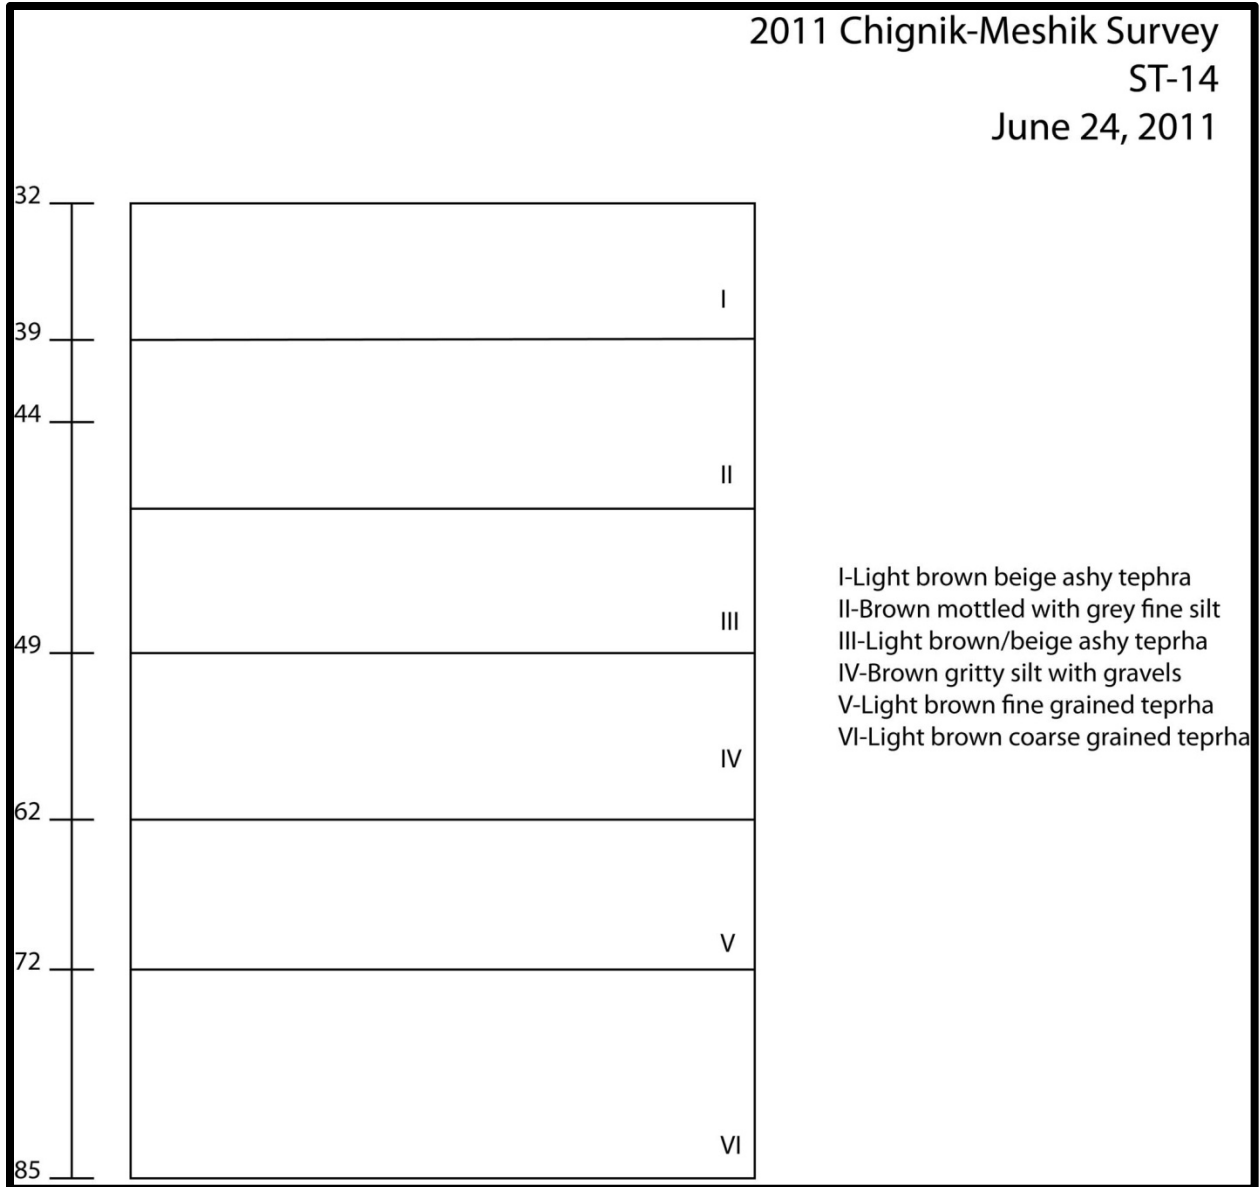 2011 Chignik-Meshik Survey
ST-14
June 24, 2011
32
I
39
44
II
III
49
IV
62
V
72
VI
85
I-Light brown beige ashy tephra
II-Brown mottled with grey fine silt
III-Light brown/beige ashy teprha
IV-Brown gritty silt with gravels
V-Light brown fine grained teprha
VI-Light brown coarse grained teprha